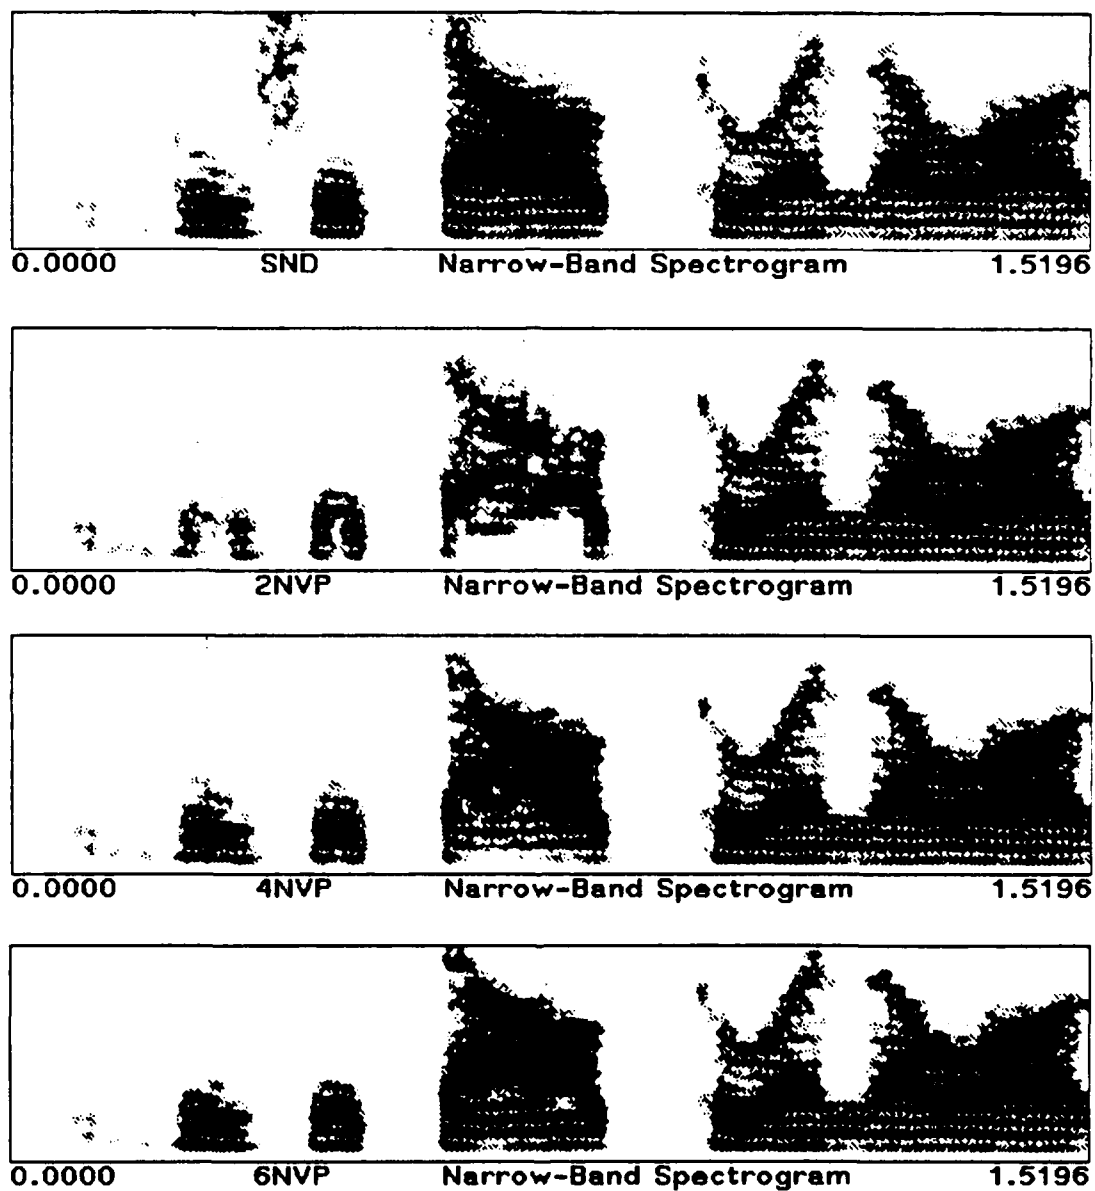 0.0000 SND Narrow-Band Spectrogram 1.5196
0.0000 2NVP Narrow-Band Spectrogram 1.5196
0.0000 4NVP Narrow-Band Spectrogram 1.5196
0.0000 6NVP Narrow-Band Spectrogram 1.5196